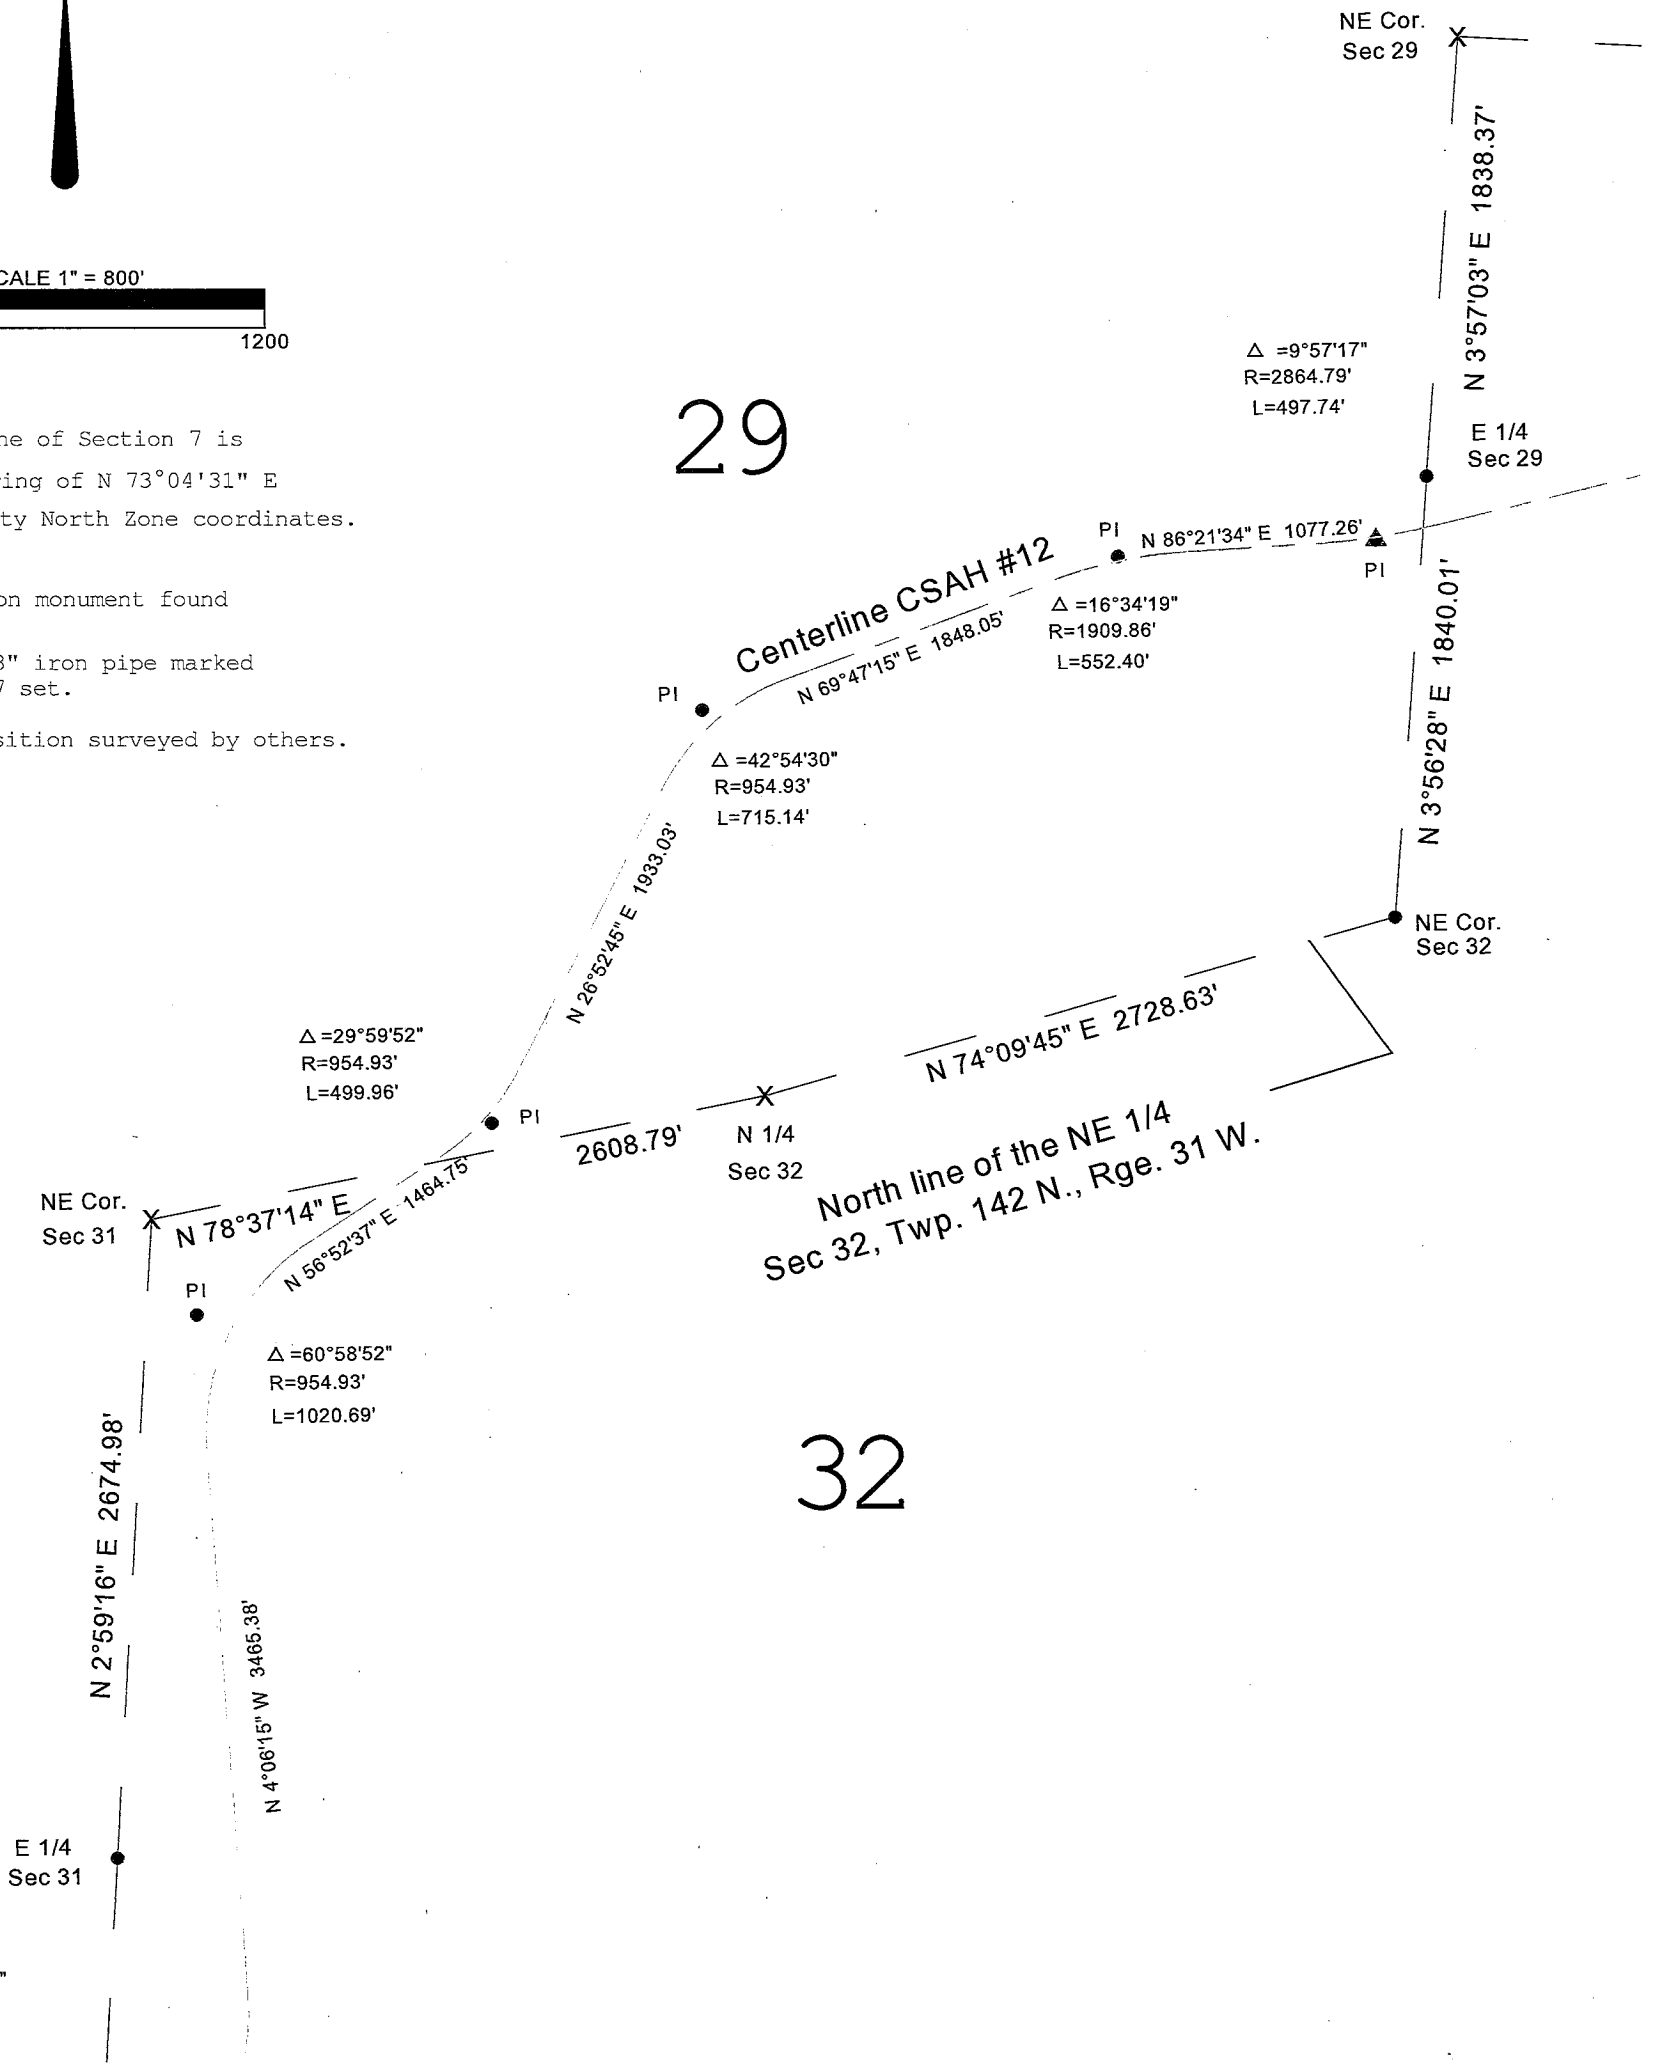 NE Cor.
Sec 29
N 3°57'03" E 1838.37'
CALE 1" = 800'
1200
△ =9°57'17"
R=2864.79'
L=497.74'
29
E 1/4
Sec 29
ne of Section 7 is
ing of N 73°04'31" E
ty North Zone coordinates.
on monument found
" iron pipe marked
set.
sition surveyed by others.
PI
N 86°21'34" E 1077.26'
PI
Centerline CSAH #12
N 69°47'15" E 1848.05'
△ =16°34'19"
R=1909.86'
L=552.40'
N 3°56'28" E 1840.01'
PI
△ =42°54'30"
R=954.93'
L=715.14'
N 26°52'45" E 1933.03'
NE Cor.
Sec 32
N 74°09'45" E 2728.63'
△ =29°59'52"
R=954.93'
L=499.96'
PI
2608.79'
N 1/4
Sec 32
North line of the NE 1/4
Sec 32, Twp. 142 N., Rge. 31 W.
NE Cor.
Sec 31
N 78°37'14" E
N 56°52'37" E 1464.75'
PI
△ =60°58'52"
R=954.93'
L=1020.69'
32
N 2°59'16" E 2674.98'
N 4°06'15" W 3465.38'
E 1/4
Sec 31
"